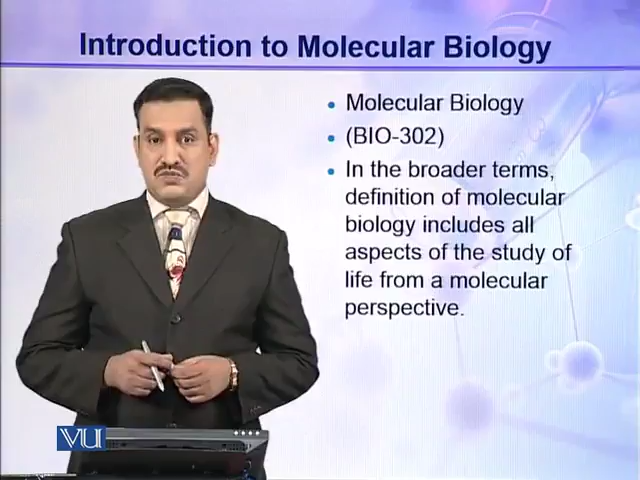 Introduction to Molecular Biology
Molecular Biology
(BIO-302)
In the broader terms,
definition of molecular
biology includes all
aspects of the study of
life from a molecular
perspective.
VU